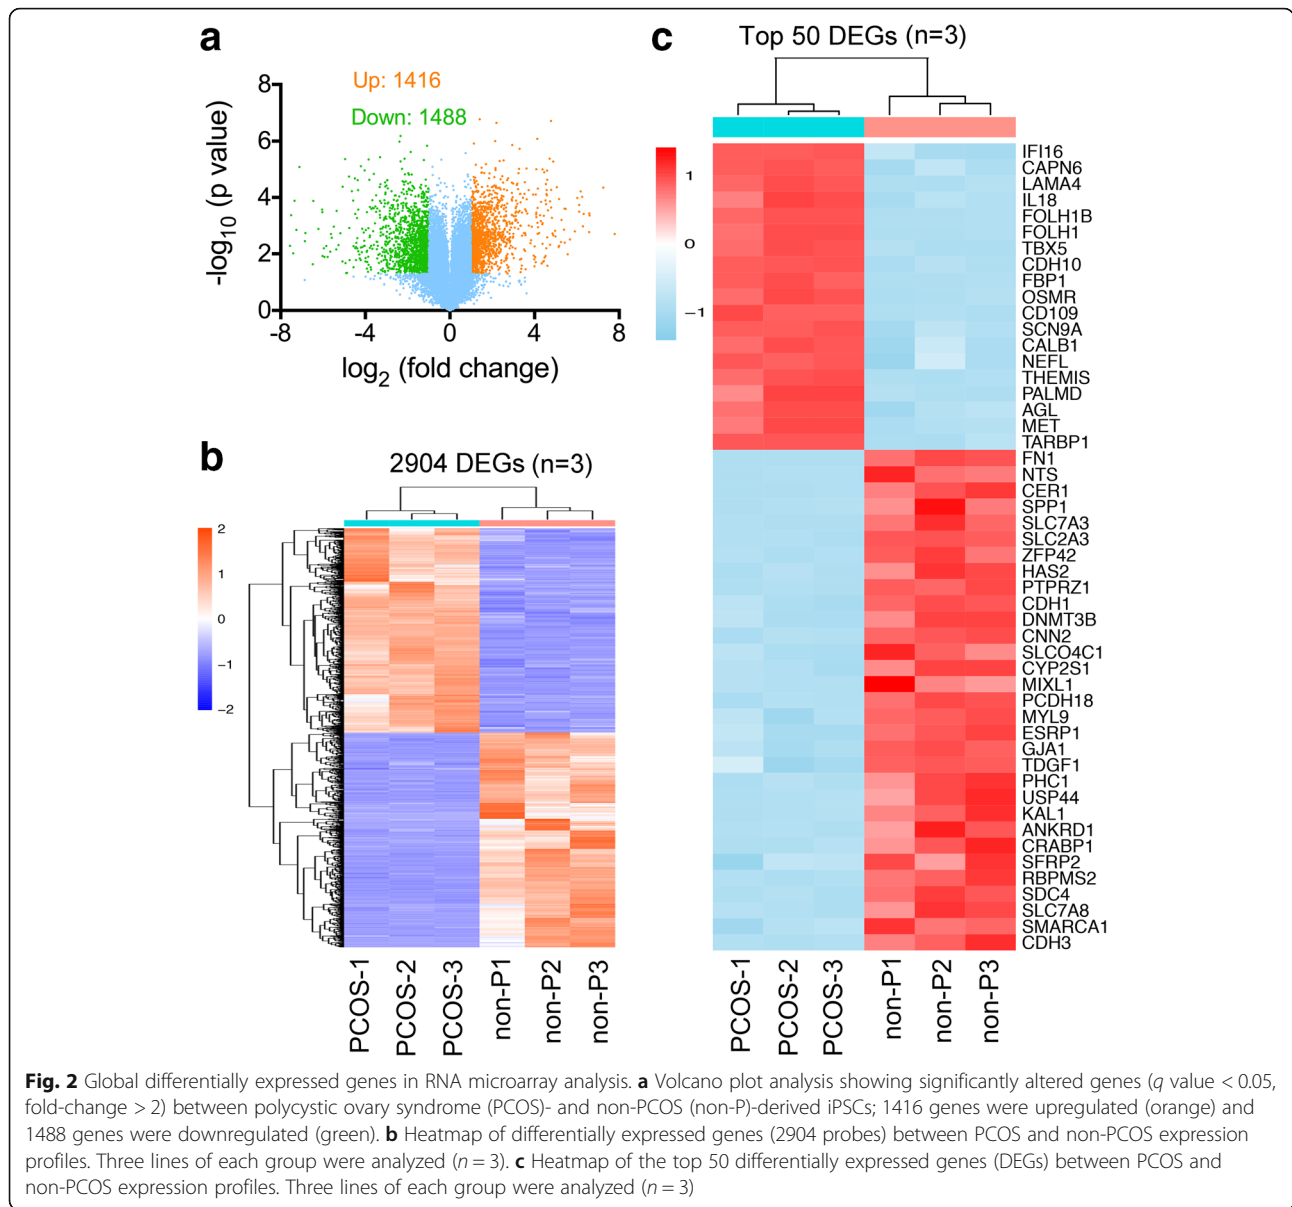 a
Up: 1416
Down: 1488
8
6
4
2
0
-8
-4
0
4
8
-log10 (p value)
log2 (fold change)
b
2904 DEGs (n=3)
2
1
0
−1
−2
PCOS-1
PCOS-2
PCOS-3
non-P1
non-P2
non-P3
c
Top 50 DEGs (n=3)
1
0
−1
IFI16
CAPN6
LAMA4
IL18
FOLH1B
FOLH1
TBX5
CDH10
FBP1
OSMR
CD109
SCN9A
CALB1
NEFL
THEMIS
PALMD
AGL
MET
TARBP1
FN1
NTS
CER1
SPP1
SLC7A3
SLC2A3
ZFP42
HAS2
PTPRZ1
CDH1
DNMT3B
CNN2
SLCO4C1
CYP2S1
MIXL1
PCDH18
MYL9
ESRP1
GJA1
TDGF1
PHC1
USP44
KAL1
ANKRD1
CRABP1
SFRP2
RBPMS2
SDC4
SLC7A8
SMARCA1
CDH3
PCOS-1
PCOS-2
PCOS-3
non-P1
non-P2
non-P3
Fig. 2 Global differentially expressed genes in RNA microarray analysis. a Volcano plot analysis showing significantly altered genes (q value < 0.05,
fold-change > 2) between polycystic ovary syndrome (PCOS)- and non-PCOS (non-P)-derived iPSCs; 1416 genes were upregulated (orange) and
1488 genes were downregulated (green). b Heatmap of differentially expressed genes (2904 probes) between PCOS and non-PCOS expression
profiles. Three lines of each group were analyzed (n = 3). c Heatmap of the top 50 differentially expressed genes (DEGs) between PCOS and
non-PCOS expression profiles. Three lines of each group were analyzed (n = 3)